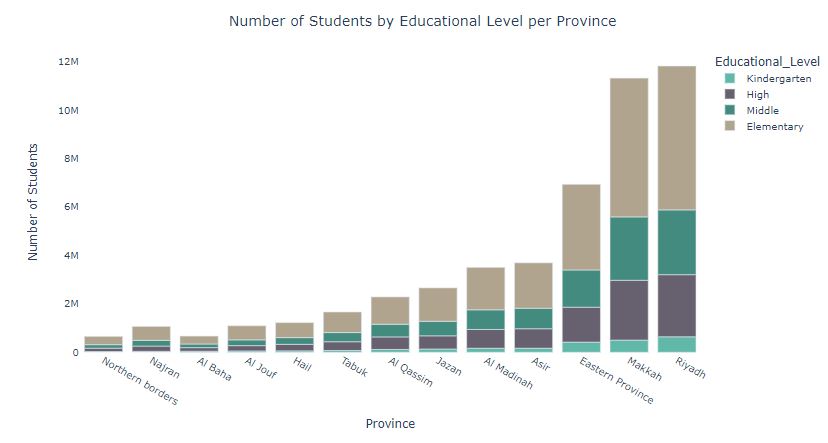 Number of Students by Educational Level per Province
Number of Students
12M
10M
8M
6M
4M
2M
0
Educational_Level
Kindergarten
High
Middle
Elementary
Northern borders
Najran
Al Baha
Al Jouf
Hail
Tabuk
Al Qassim
Jazan
Al Madinah
Asir
Eastern Province
Makkah
Riyadh
Province